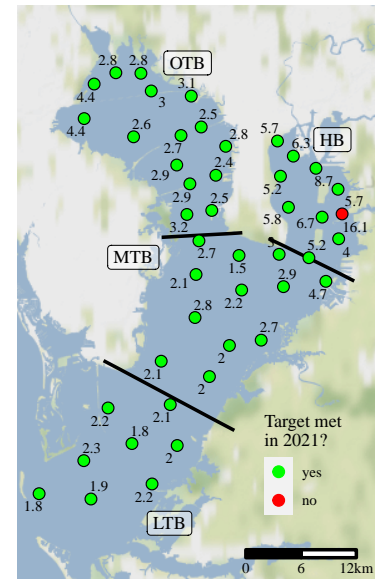 2.8 2.8
OTB
4.4 3 3.1
4.4 2.6 2.7 2.5
2.8
5.7 6.3 HB
2.9 2.4 5.2 8.7
5.7
2.9 2.5 5.8 6.7 16.1
3.2
MTB 2.7 3 5.2 4
2.1 1.5
2.2 2.9 4.7
2.8
2.7
2
2.1 2
2.2 2.1
Target met
in 2021?
yes
no
2.3 1.8 2
1.8 1.9 2.2
LTB
0 6 12km